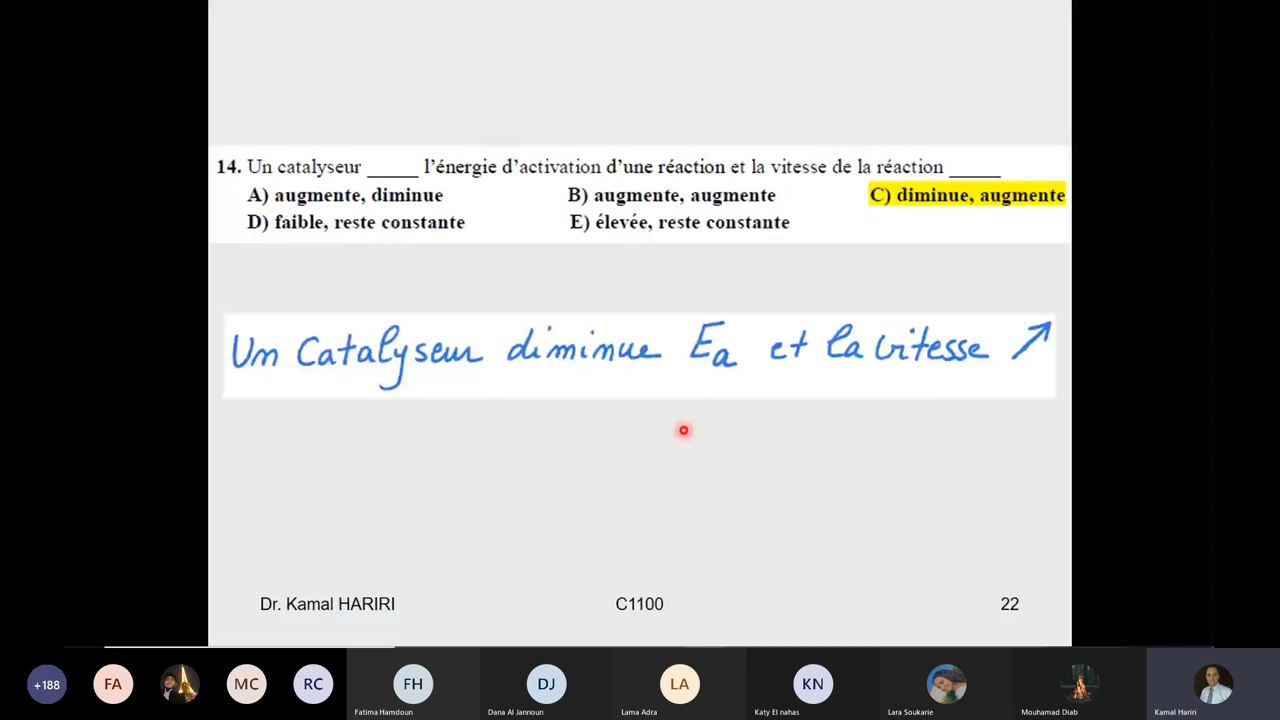 14. Un catalyseur _____ l’énergie d’activation d’une réaction et la vitesse de la réaction _____
A) augmente, diminue B) augmente, augmente C) diminue, augmente
D) faible, reste constante E) élevée, reste constante
Un Catalyseur diminue Ea et la vitesse ↗
Dr. Kamal HARIRI C1100 22
+188 FA MC RC FH DJ LA KN
Fatima Hamdoun Dana Al Jannoun Lama Adra Katy El nahas Lara Soukarie Mouhamad Diab Kamal Hariri